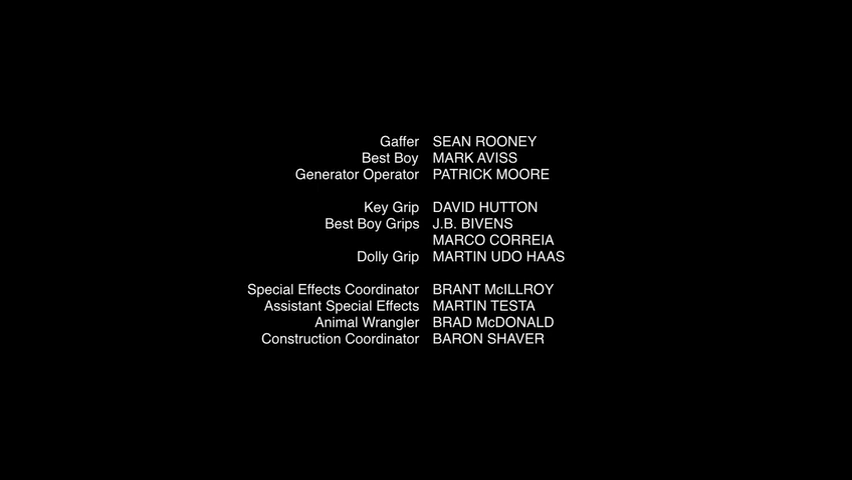 Gaffer SEAN ROONEY
Best Boy MARK AVISS
Generator Operator PATRICK MOORE
Key Grip DAVID HUTTON
Best Boy Grips J.B. BIVENS
MARCO CORREIA
Dolly Grip MARTIN UDO HAAS
Special Effects Coordinator BRANT McILLROY
Assistant Special Effects MARTIN TESTA
Animal Wrangler BRAD McDONALD
Construction Coordinator BARON SHAVER